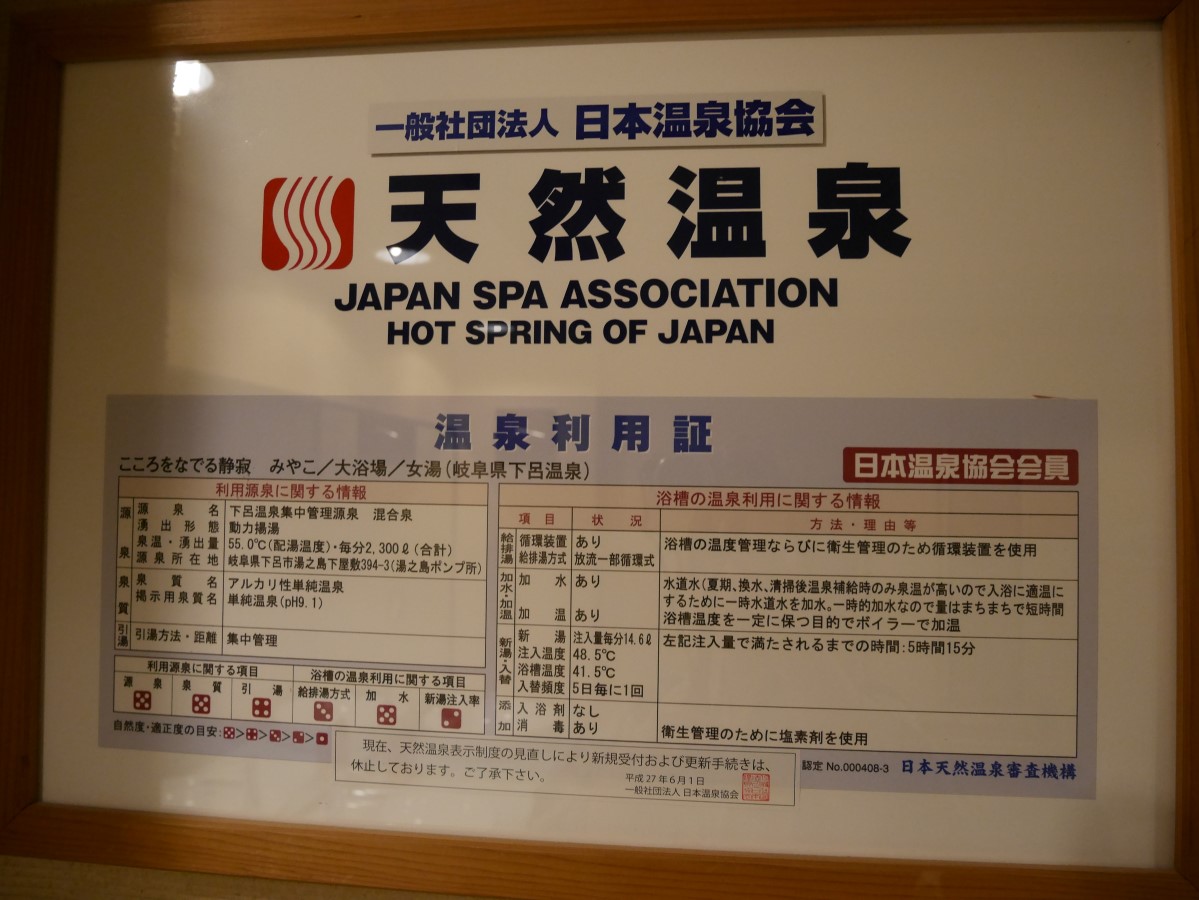 一般社団法人 日本温泉協会
天然温泉
JAPAN SPA ASSOCIATION
HOT SPRING OF JAPAN
温泉利用証
こころをなでる静寂 みやこ／大浴場／女湯(岐阜県下呂温泉)
日本温泉協会会員
利用源泉に関する情報
源泉
源泉名 下呂温泉集中管理源泉 混合泉
湧出形態 動力揚湯
泉温・湧出量 55.0℃(配湯温度)・毎分2,300ℓ(合計)
源泉所在地 岐阜県下呂市湯之島下屋敷394-3(湯之島ポンプ所)
泉質
泉質名 アルカリ性単純温泉
掲示用泉質名 単純温泉(pH9.1)
引湯 引湯方法・距離 集中管理
利用源泉に関する項目 浴槽の温泉利用に関する項目
源泉 泉質 引湯 給排湯方式 加水 新湯注入率
自然度・適正度の目安: > > > >
浴槽の温泉利用に関する情報
項目 状況 方法・理由等
給排湯
循環装置 あり 浴槽の温度管理ならびに衛生管理のため循環装置を使用
給排湯方式 放流一部循環式
加水・加温
加水 あり 水道水(夏期、換水、清掃後温泉補給時のみ泉温が高いので入浴に適温に
するために一時水道水を加水。一時的加水なので量はまちまちで短時間
加温 あり 浴槽温度を一定に保つ目的でボイラーで加温
新湯・入替
新湯 注入量毎分14.6ℓ 左記注入量で満たされるまでの時間:5時間15分
注入温度 48.5℃
浴槽温度 41.5℃
入替頻度 5日毎に1回
添加
入浴剤 なし
消毒 あり 衛生管理のために塩素剤を使用
現在、天然温泉表示制度の見直しにより新規受付および更新手続きは、
休止しております。ご了承下さい。
平成27年6月1日
一般社団法人 日本温泉協会
認定 No.000408-3 日本天然温泉審査機構